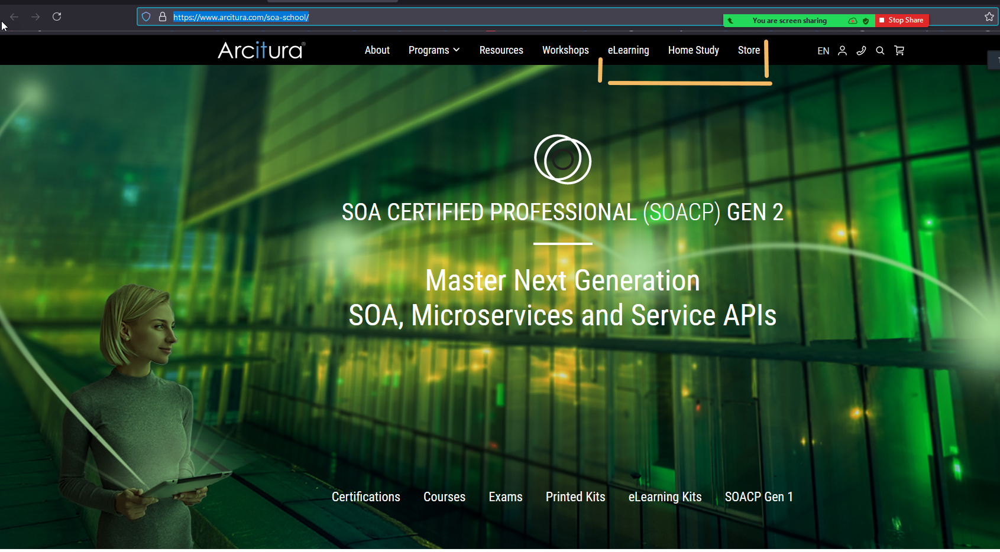 https://www.arcitura.com/soa-school/
You are screen sharing
Stop Share
Arcitura®
About Programs Resources Workshops eLearning Home Study Store EN
SOA CERTIFIED PROFESSIONAL (SOACP) GEN 2
Master Next Generation
SOA, Microservices and Service APIs
Certifications Courses Exams Printed Kits eLearning Kits SOACP Gen 1